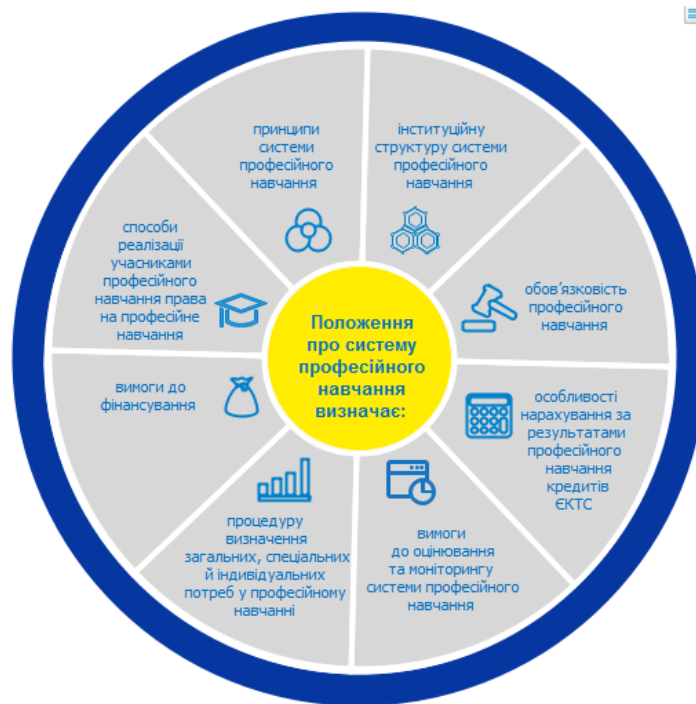 Положення
про систему
професійного
навчання
визначає:
принципи
системи
професійного
навчання
інституційну
структуру системи
професійного
навчання
обов’язковість
професійного
навчання
особливості
нарахування за
результатами
професійного
навчання
кредитів
ЄКТС
вимоги
до оцінювання
та моніторингу
системи професійного
навчання
процедуру
визначення
загальних, спеціальних
й індивідуальних
потреб у професійному
навчанні
вимоги до
фінансування
способи
реалізації
учасниками
професійного
навчання права
на професійне
навчання